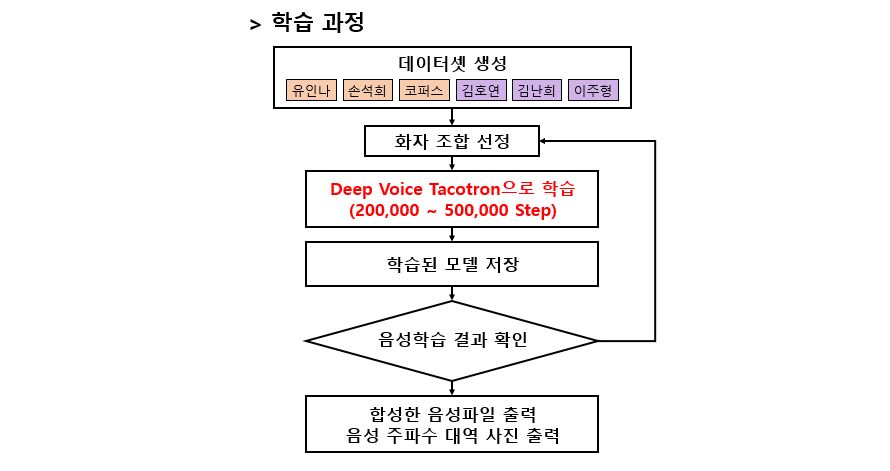 > 학습 과정
데이터셋 생성
유인나 손석희 코퍼스 김호연 김난희 이주형
화자 조합 선정
Deep Voice Tacotron으로 학습
(200,000 ~ 500,000 Step)
학습된 모델 저장
음성학습 결과 확인
합성한 음성파일 출력
음성 주파수 대역 사진 출력